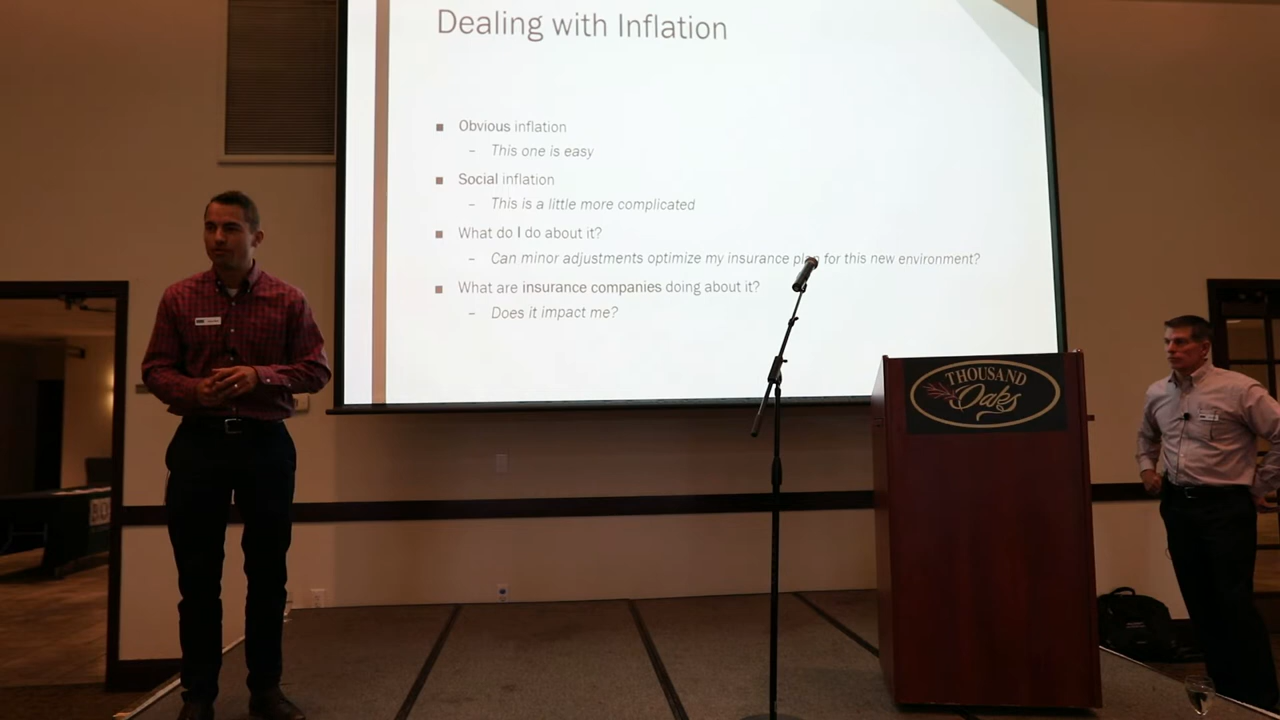 Dealing with Inflation
■ Obvious inflation
– This one is easy
■ Social inflation
– This is a little more complicated
■ What do I do about it?
– Can minor adjustments optimize my insurance plan for this new environment?
■ What are insurance companies doing about it?
– Does it impact me?
THOUSAND
Oaks